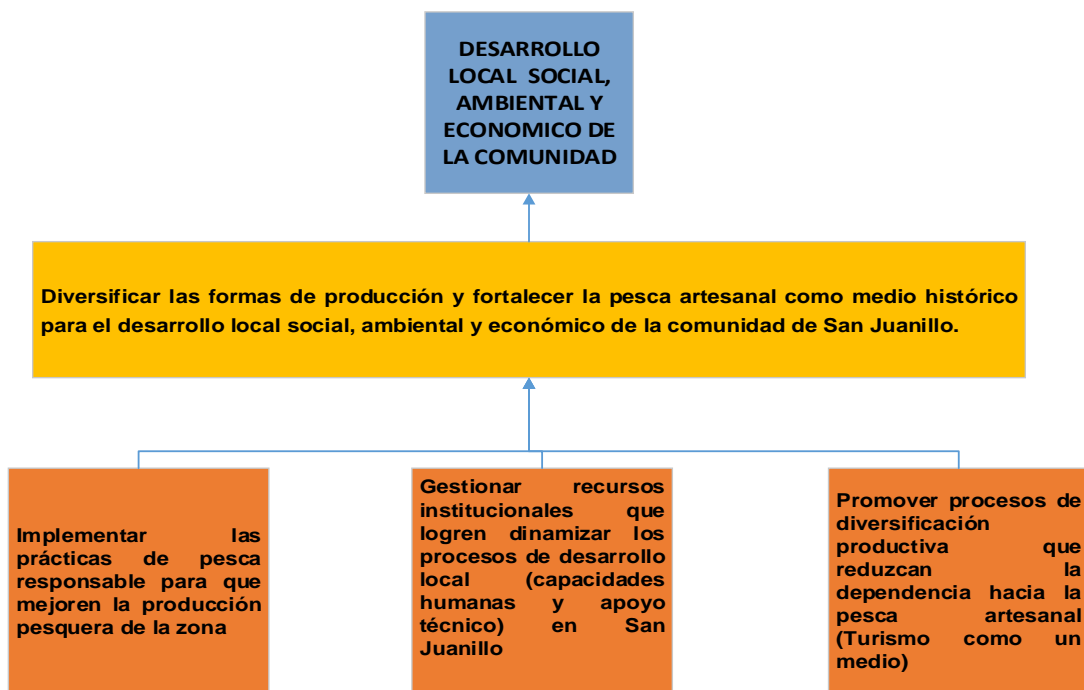 DESARROLLO
LOCAL SOCIAL,
AMBIENTAL Y
ECONOMICO DE
LA COMUNIDAD
Diversificar las formas de producción y fortalecer la pesca artesanal como medio histórico
para el desarrollo local social, ambiental y económico de la comunidad de San Juanillo.
Implementar las
prácticas de pesca
responsable para que
mejoren la producción
pesquera de la zona
Gestionar recursos
institucionales que
logren dinamizar los
procesos de desarrollo
local (capacidades
humanas y apoyo
técnico) en San
Juanillo
Promover procesos de
diversificación
productiva que
reduzcan la
dependencia hacia la
pesca artesanal
(Turismo como un
medio)